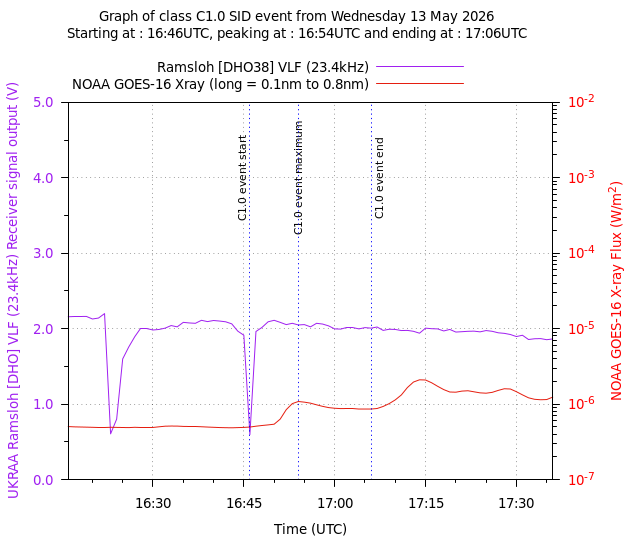 Graph of class C1.0 SID event from Wednesday 13 May 2026
Starting at : 16:46UTC, peaking at : 16:54UTC and ending at : 17:06UTC
Ramsloh [DHO38] VLF (23.4kHz)
NOAA GOES-16 Xray (long = 0.1nm to 0.8nm)
UKRAA Ramsloh [DHO] VLF (23.4kHz) Receiver signal output (V)
5.0
4.0
3.0
2.0
1.0
0.0
C1.0 event start
C1.0 event maximum
C1.0 event end
10^-2
10^-3
10^-4
10^-5
10^-6
10^-7
NOAA GOES-16 X-ray Flux (W/m²)
16:30
16:45
17:00
17:15
17:30
Time (UTC)